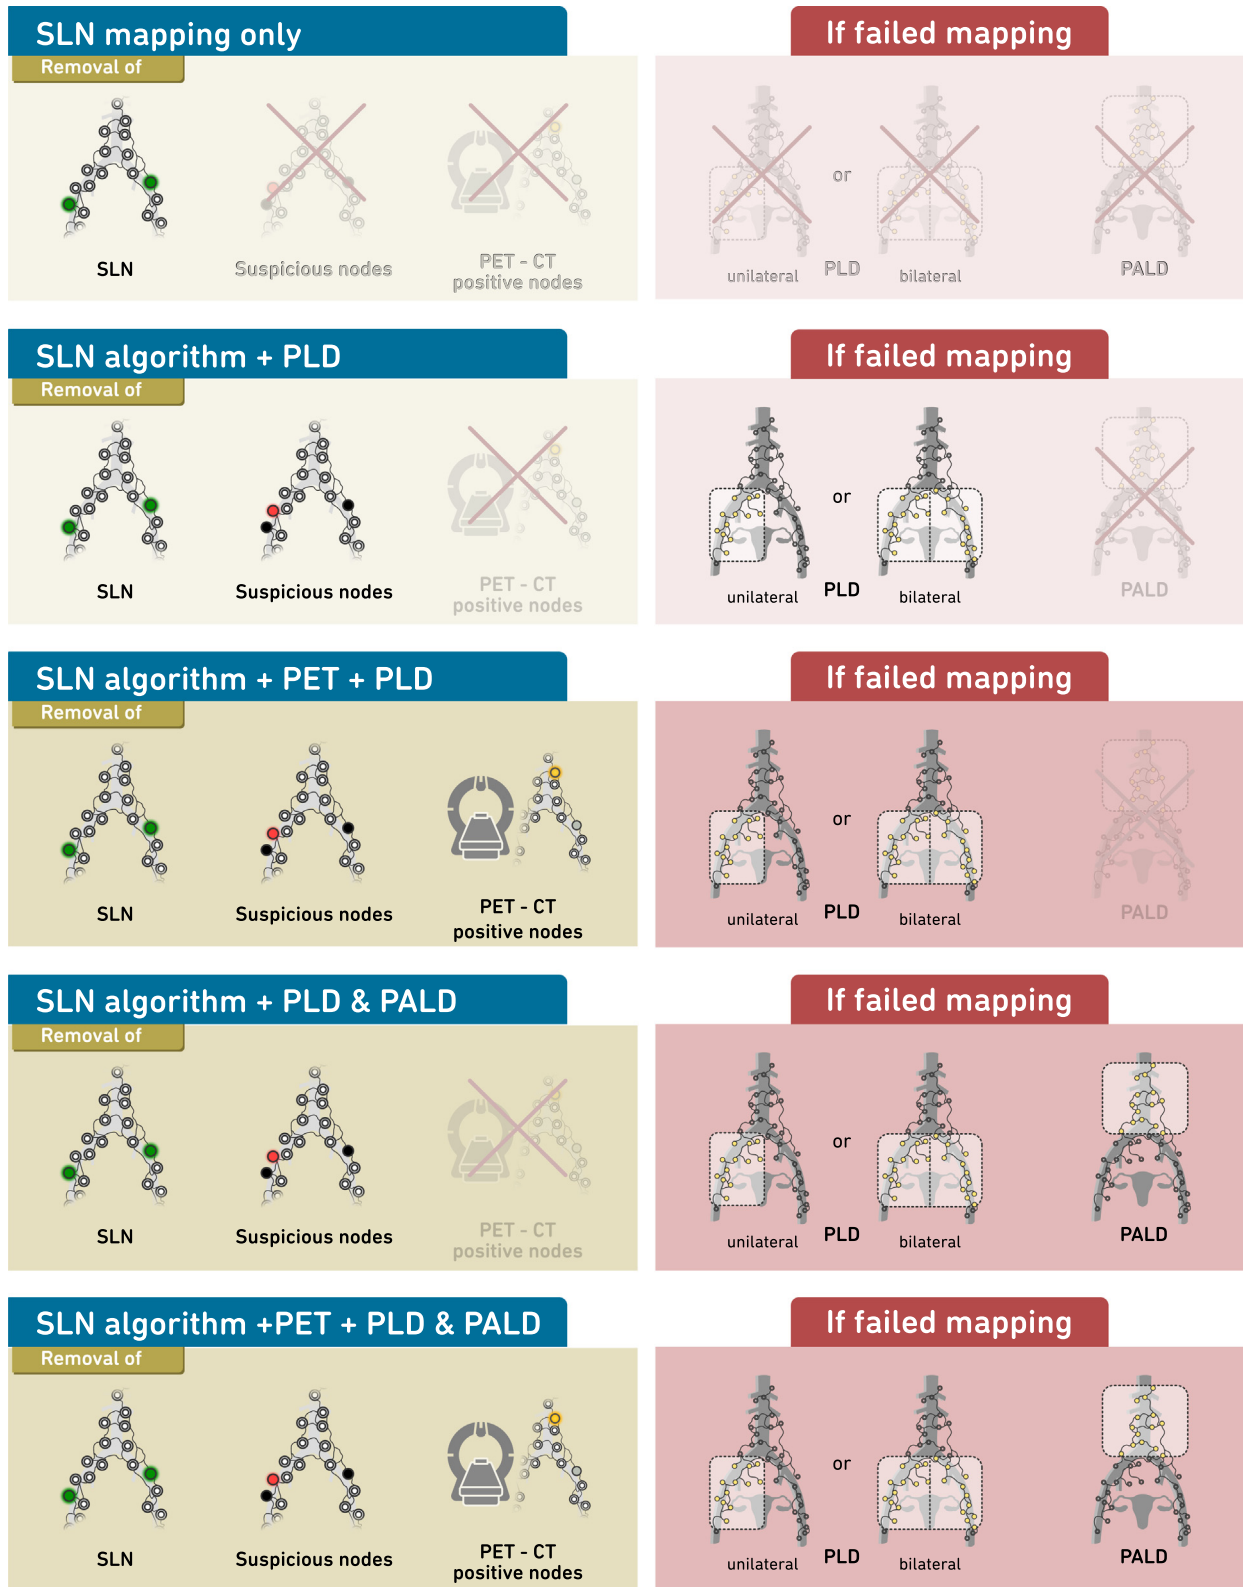 SLN mapping only
If failed mapping
Removal of
or
SLN
Suspicious nodes
PET - CT
positive nodes
unilateral PLD bilateral
PALD
SLN algorithm + PLD
If failed mapping
Removal of
or
SLN
Suspicious nodes
PET - CT
positive nodes
unilateral PLD bilateral
PALD
SLN algorithm + PET + PLD
If failed mapping
Removal of
or
SLN
Suspicious nodes
PET - CT
positive nodes
unilateral PLD bilateral
PALD
SLN algorithm + PLD & PALD
If failed mapping
Removal of
or
SLN
Suspicious nodes
PET - CT
positive nodes
unilateral PLD bilateral
PALD
SLN algorithm +PET + PLD & PALD
If failed mapping
Removal of
or
SLN
Suspicious nodes
PET - CT
positive nodes
unilateral PLD bilateral
PALD